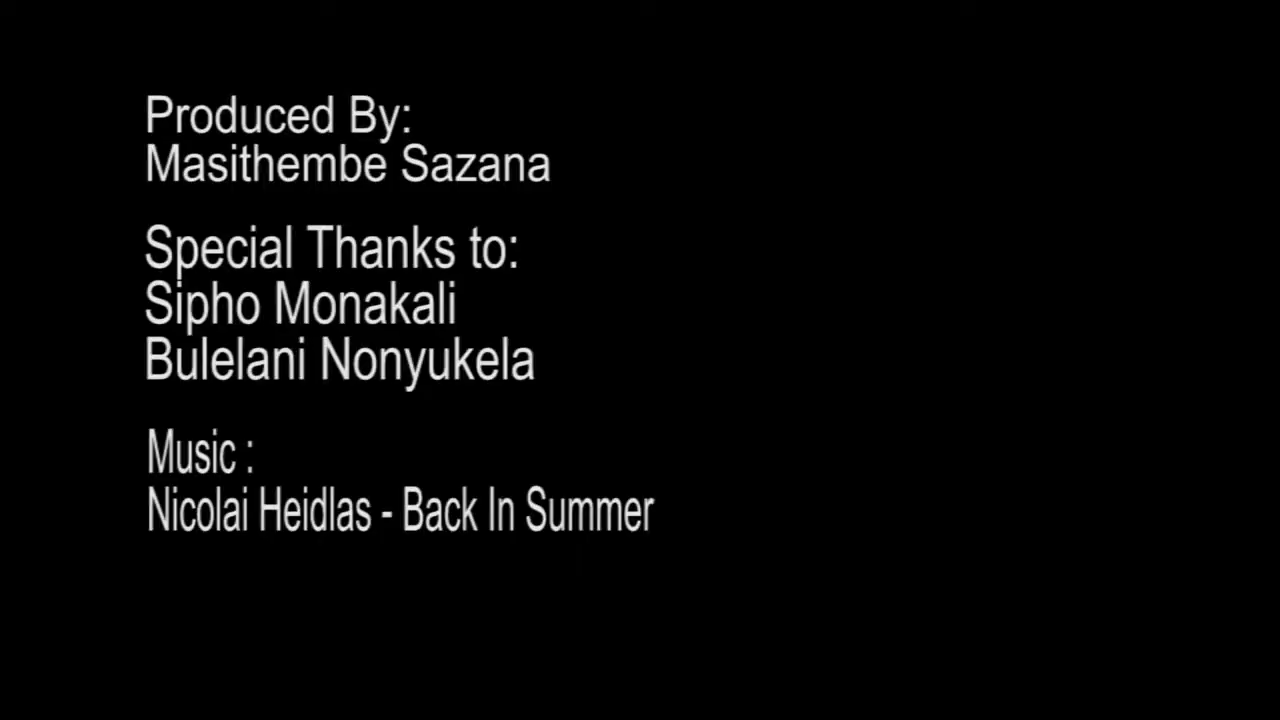 Produced By:
Masithembe Sazana
Special Thanks to:
Sipho Monakali
Bulelani Nonyukela
Music :
Nicolai Heidlas - Back In Summer